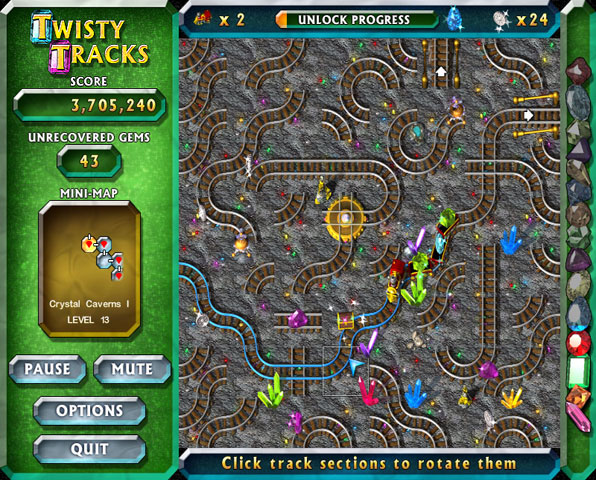 TWISTY
TRACKS
SCORE
3,705,240
UNRECOVERED GEMS
43
MINI-MAP
Crystal Caverns I
LEVEL 13
PAUSE
MUTE
OPTIONS
QUIT
x 2
UNLOCK PROGRESS
x 24
Click track sections to rotate them